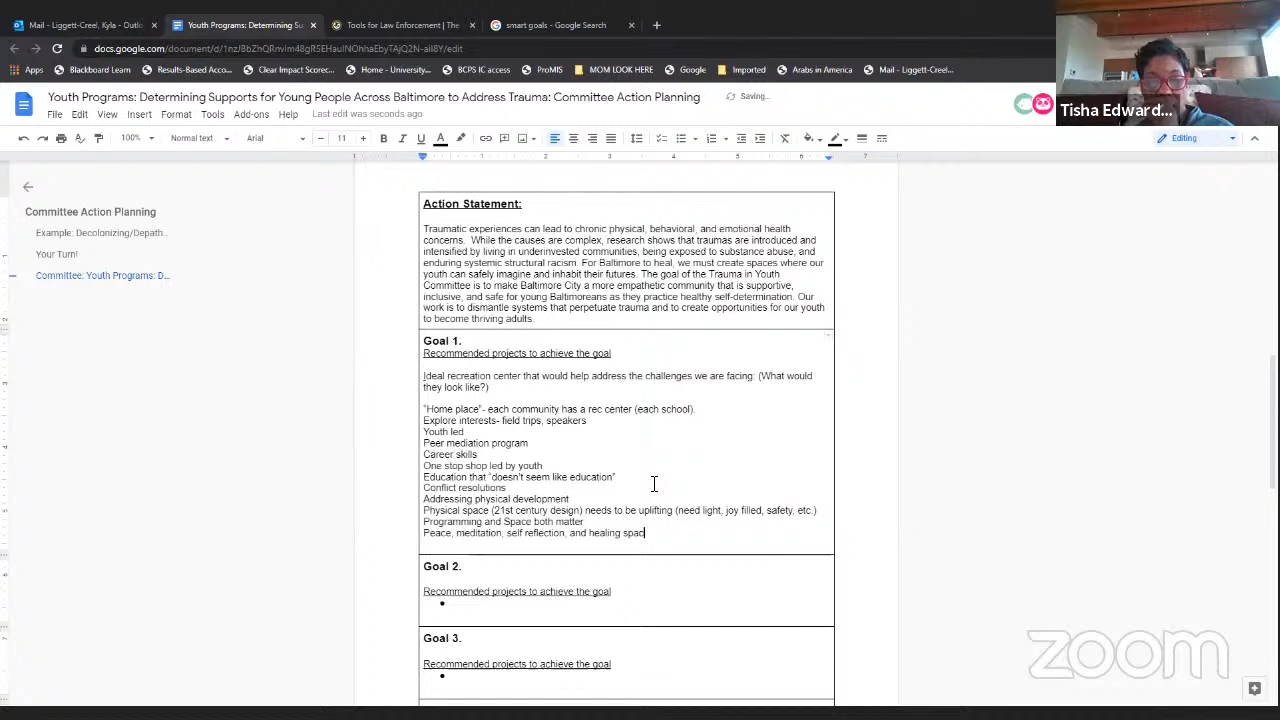 Mail - Liggett-Creel, Kyla - Outlo
Youth Programs: Determining Su
Tools for Law Enforcement | The
smart goals - Google Search
docs.google.com/document/d/
/edit
Apps
Blackboard Learn
Results-Based Acco...
Clear Impact Scorec...
Home - University...
BCPS IC access
ProMIS
MOM LOOK HERE
Google
Imported
Arabs in America
Mail - Liggett-Creel...
Youth Programs: Determining Supports for Young People Across Baltimore to Address Trauma: Committee Action Planning
Saving...
Tisha Edward...
File Edit View Insert Format Tools Add-ons Help Last edit was seconds ago
100% Normal text Arial 11 Editing
Committee Action Planning
Example: Decolonizing/Depath...
Your Turn!
Committee: Youth Programs: D...
Action Statement:
Traumatic experiences can lead to chronic physical, behavioral, and emotional health
concerns. While the causes are complex, research shows that traumas are introduced and
intensified by living in underinvested communities, being exposed to substance abuse, and
enduring systemic structural racism. For Baltimore to heal, we must create spaces where our
youth can safely imagine and inhabit their futures. The goal of the Trauma in Youth
Committee is to make Baltimore City a more empathetic community that is supportive,
inclusive, and safe for young Baltimoreans as they practice healthy self-determination. Our
work is to dismantle systems that perpetuate trauma and to create opportunities for our youth
to become thriving adults.
Goal 1.
Recommended projects to achieve the goal
Ideal recreation center that would help address the challenges we are facing: (What would
they look like?)
"Home place"- each community has a rec center (each school).
Explore interests- field trips, speakers
Youth led
Peer mediation program
Career skills
One stop shop led by youth
Education that "doesn't seem like education"
Conflict resolutions
Addressing physical development
Physical space (21st century design) needs to be uplifting (need light, joy filled, safety, etc.)
Programming and Space both matter
Peace, meditation, self reflection, and healing spac
Goal 2.
Recommended projects to achieve the goal
Goal 3.
Recommended projects to achieve the goal
zoom